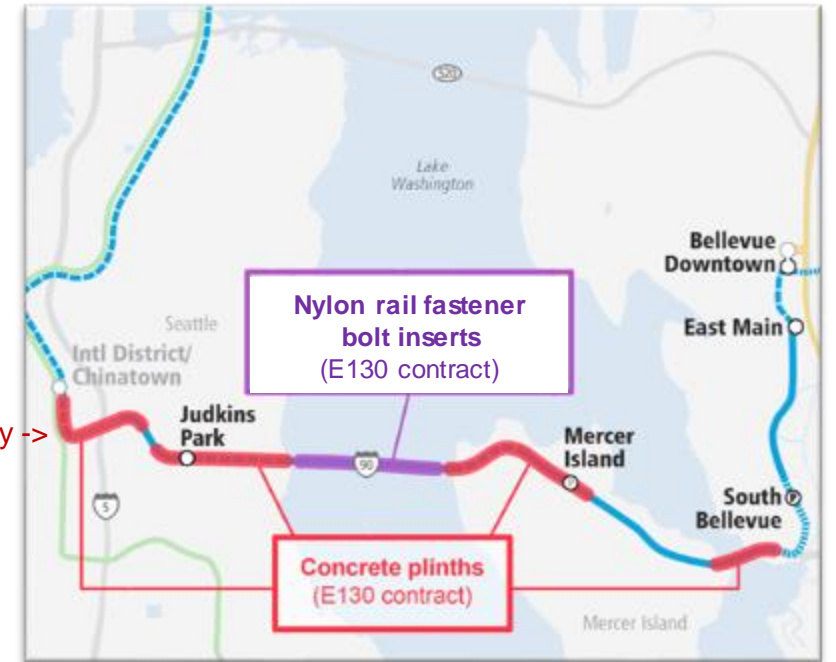 520
Lake
Washington
Bellevue
Downtown
East Main
Nylon rail fastener
bolt inserts
(E130 contract)
Seattle
Intl District/
Chinatown
y ->
Judkins
Park
90
Mercer
Island
P
5
South
Bellevue
P
Concrete plinths
(E130 contract)
Mercer Island